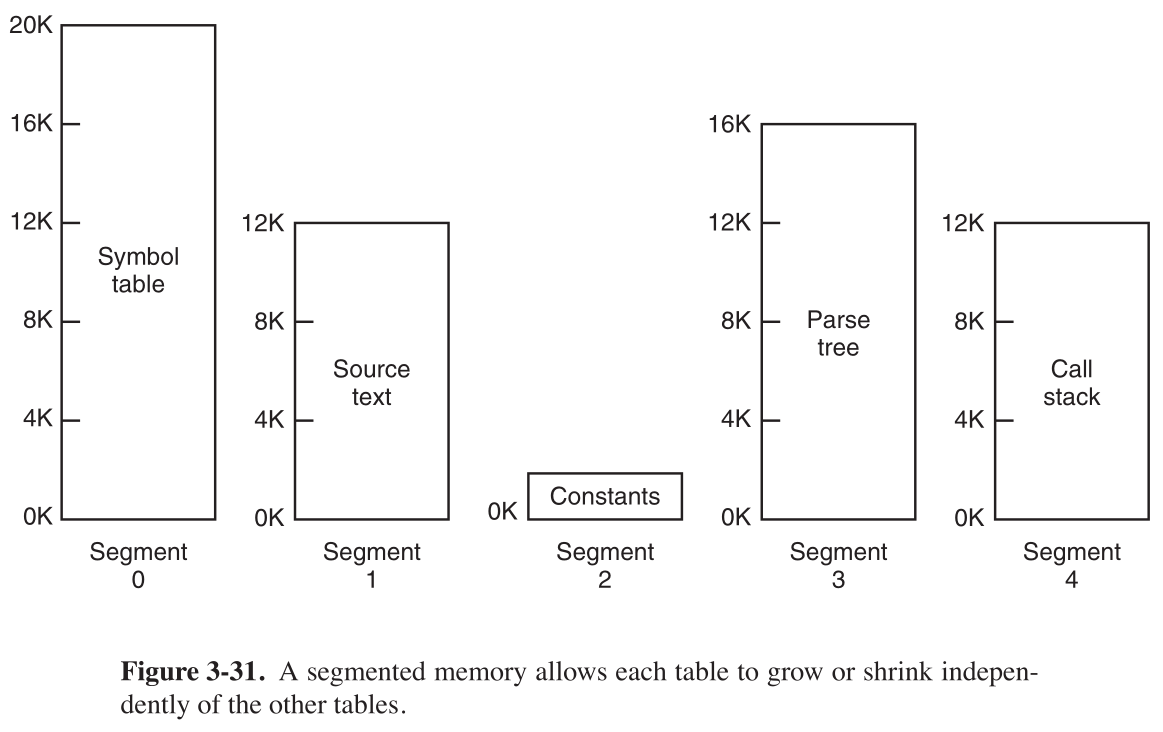 20K
16K
12K
8K
4K
0K
Symbol
table
Segment
0
12K
8K
4K
0K
Source
text
Segment
1
0K
Constants
Segment
2
16K
12K
8K
4K
0K
Parse
tree
Segment
3
12K
8K
4K
0K
Call
stack
Segment
4
Figure 3-31. A segmented memory allows each table to grow or shrink indepen-
dently of the other tables.